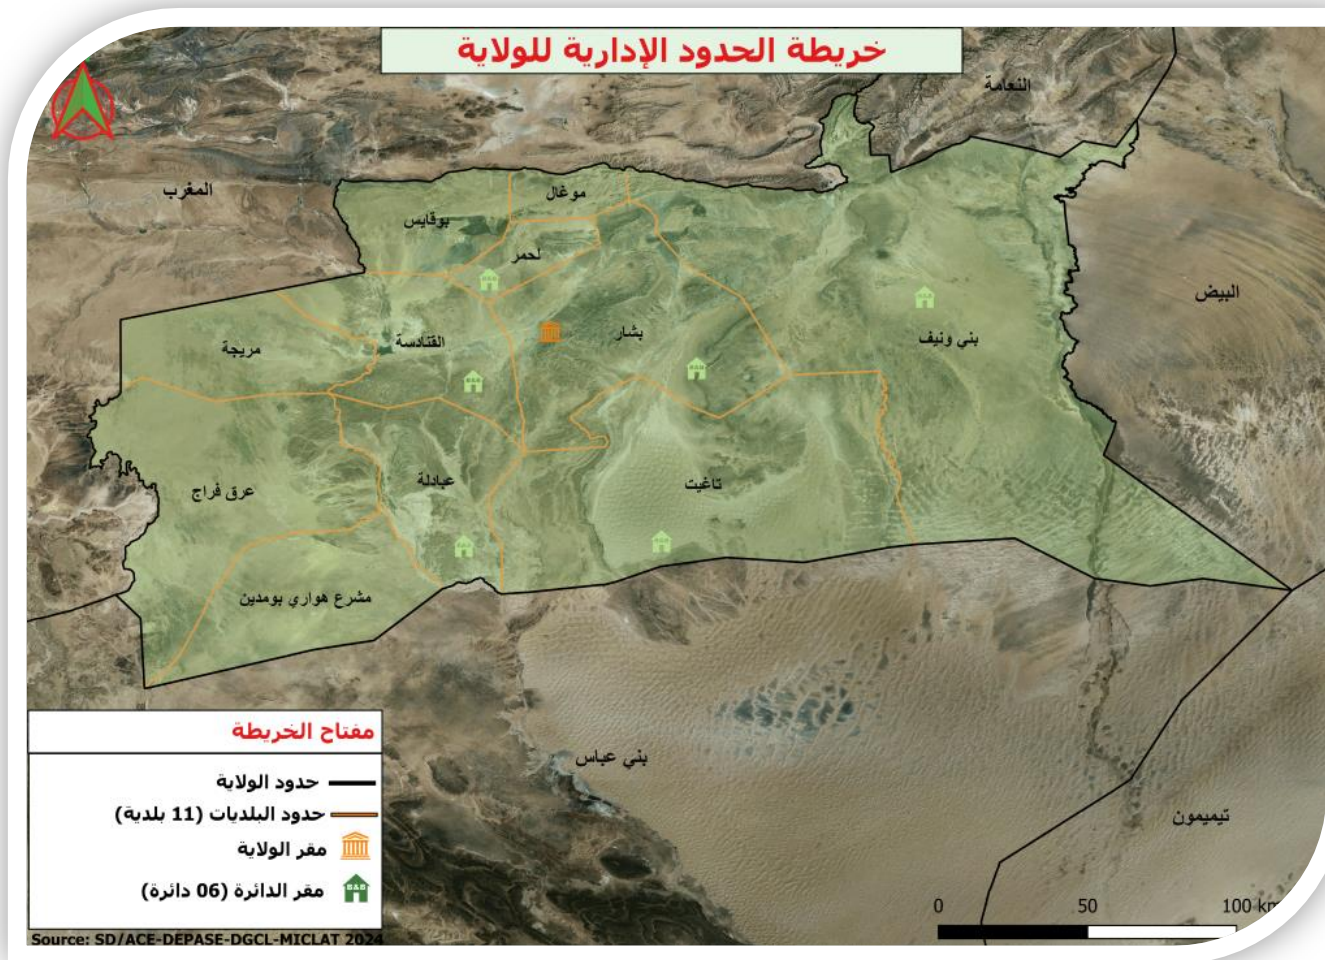 خريطة الحدود الإدارية للولاية
النعامة
المغرب
موغال
بوقايس
لحمر
البيض
بشار
القنادسة
بني ونيف
مريجة
عبادلة
تاغيت
عرق فراج
مشرع هواري بومدين
بني عباس
تيميمون
مفتاح الخريطة
حدود الولاية
حدود البلديات (11 بلدية)
مقر الولاية
مقر الدائرة (06 دائرة)
0 50 100 km
Source: SD/ACE-DEPASE-DGCL-MICLAT 2024